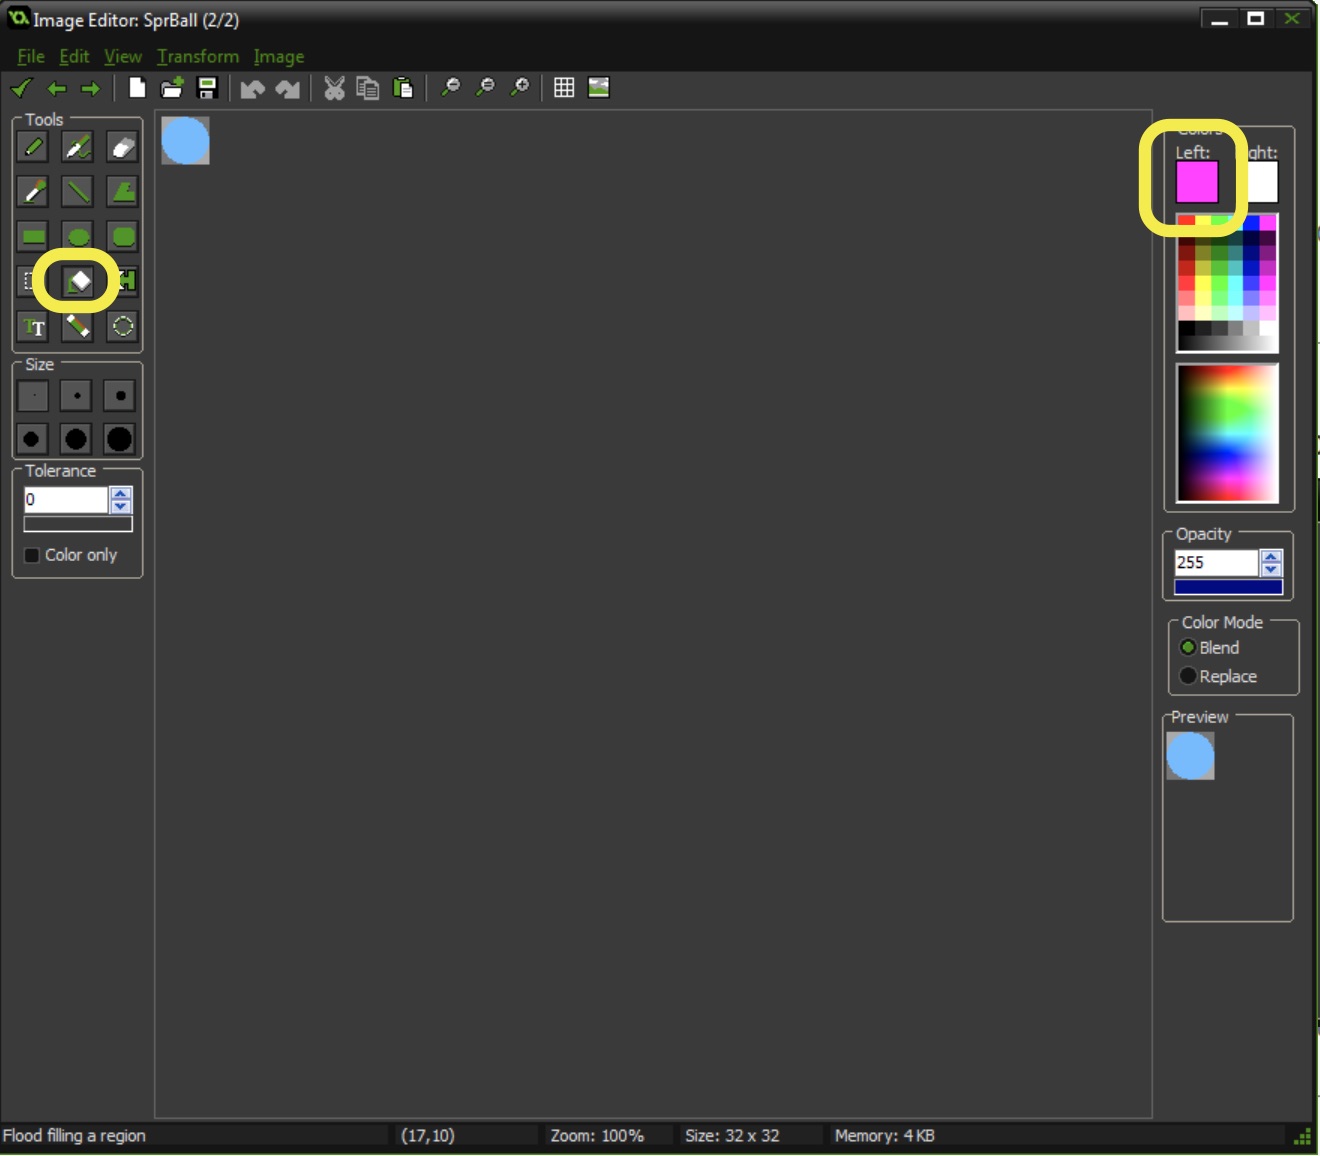 Image Editor: SprBall (2/2)
File Edit View Transform Image
Tools
Colors
Left: ght:
TT
Size
Tolerance
0
Color only
Opacity
255
Color Mode
Blend
Replace
Preview
Flood filling a region (17,10) Zoom: 100% Size: 32 x 32 Memory: 4 KB